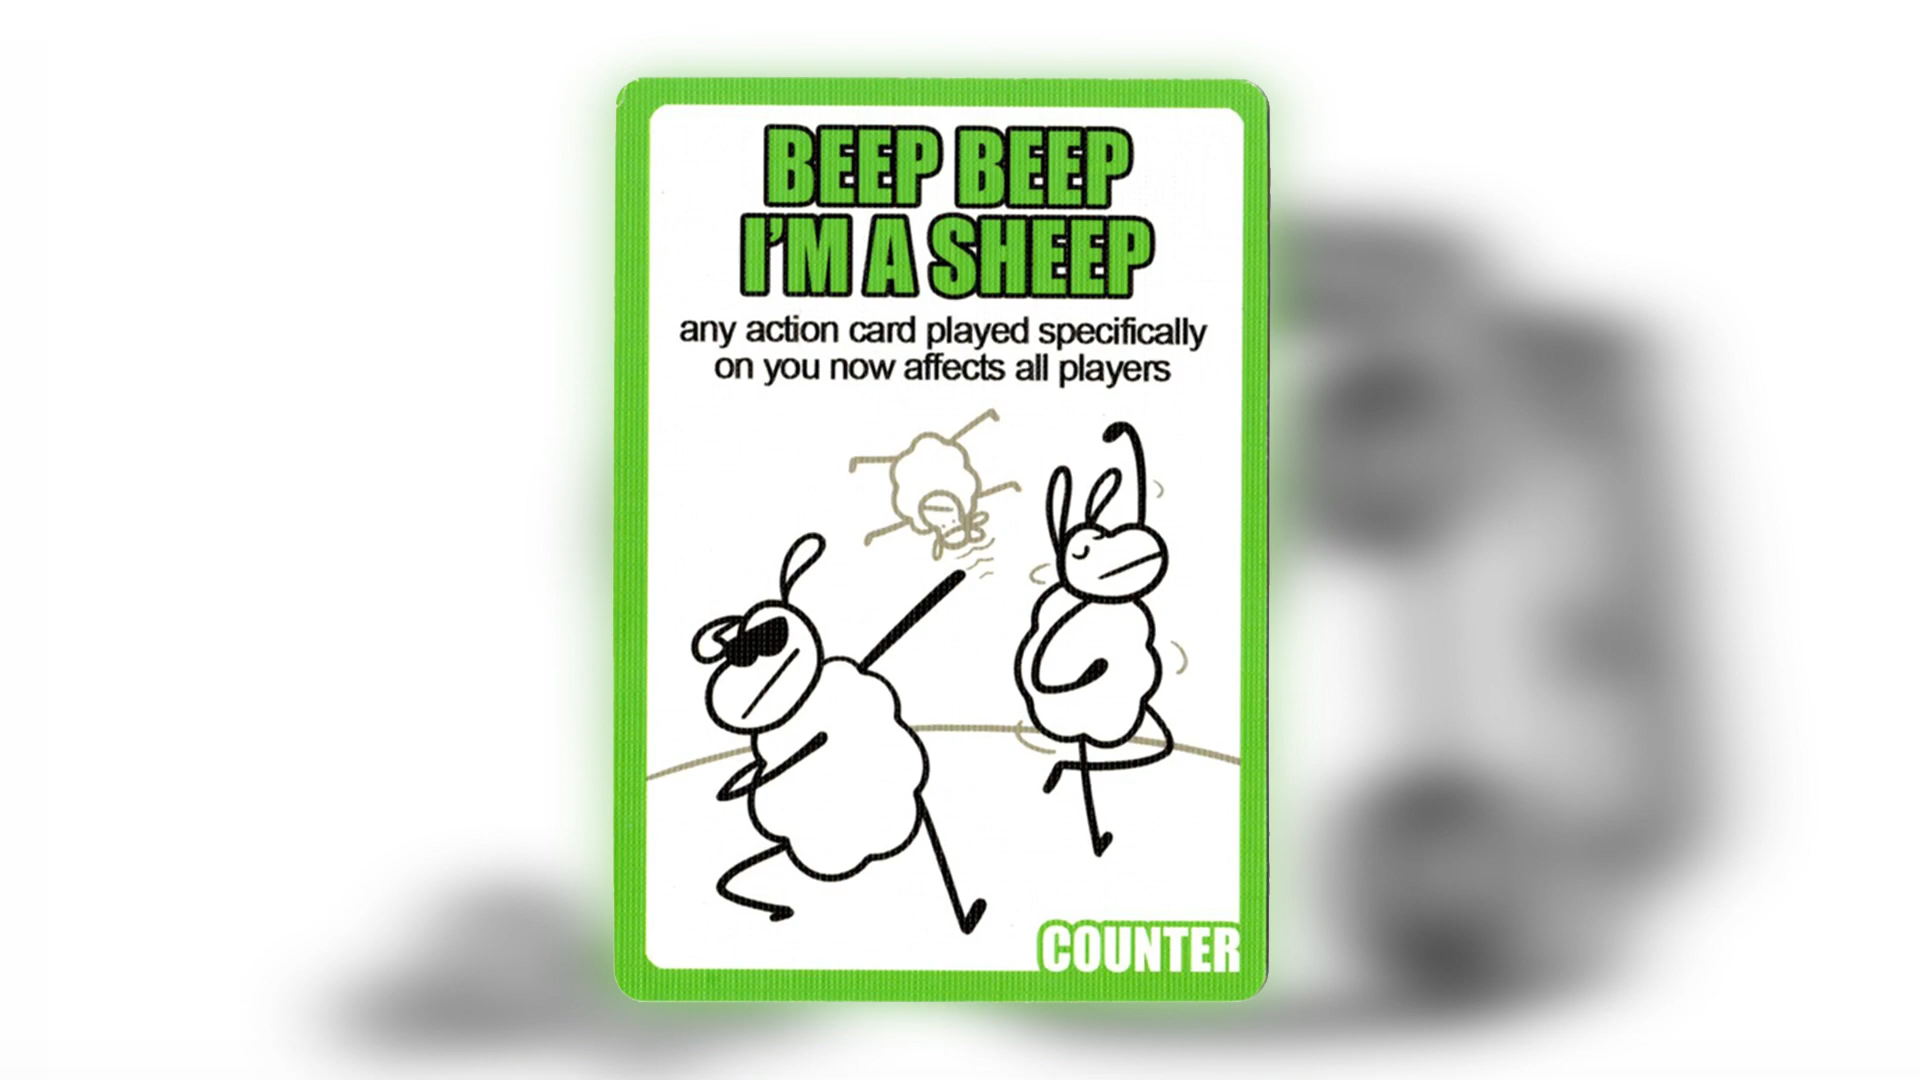 BEEP BEEP
I'M A SHEEP
any action card played specifically
on you now affects all players
COUNTER